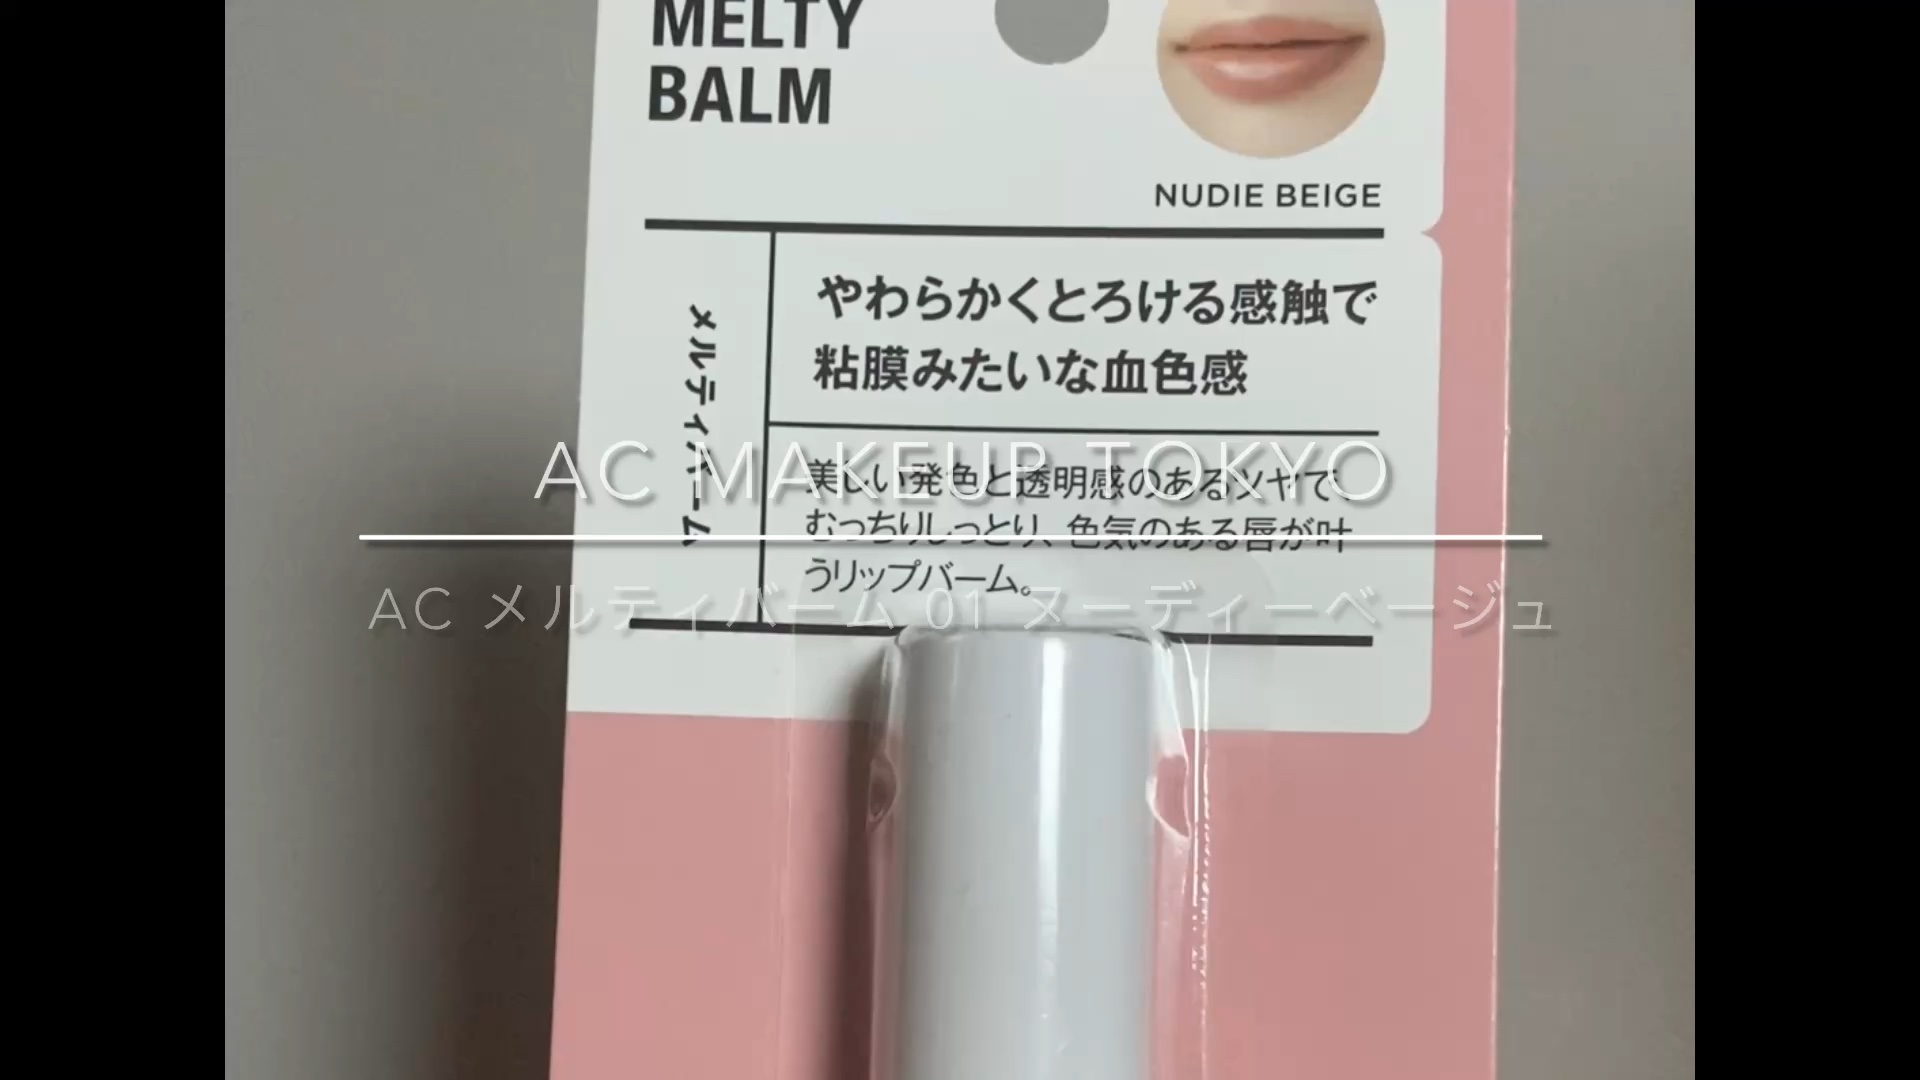 MELTY
BALM
NUDIE BEIGE
メルティバーム
やわらかくとろける感触で
粘膜みたいな血色感
美しい発色と透明感のあるツヤで、
むっちりしっとり、色気のある唇が叶
うリップバーム。
AC MAKEUP TOKYO
AC メルティバーム 01 ヌーディーベージュ